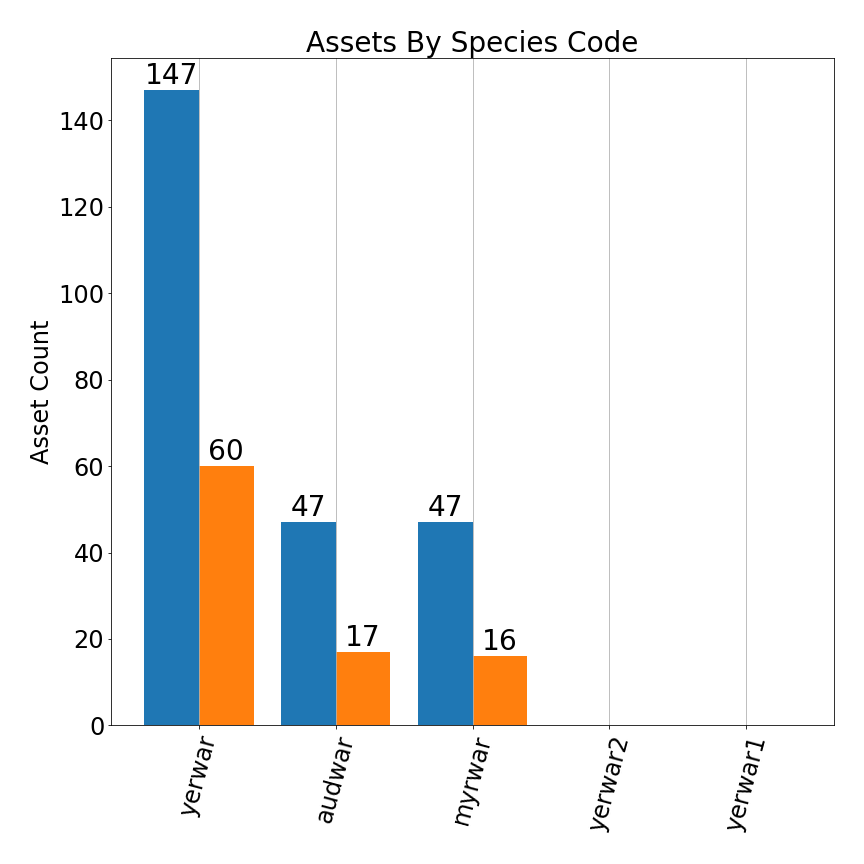 Assets By Species Code
Asset Count
140
120
100
80
60
40
20
0
147
60
47
17
47
16
yerwar
audwar
myrwar
yerwar2
yerwar1